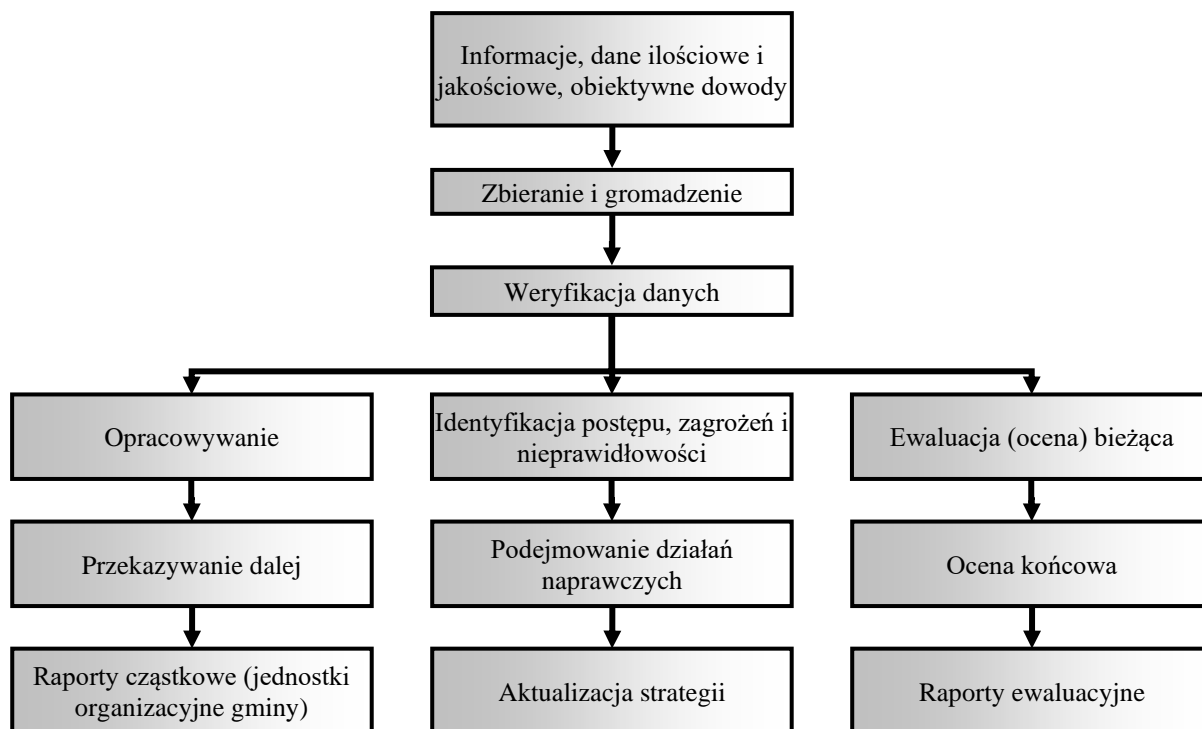 Informacje, dane ilościowe i
jakościowe, obiektywne dowody
Zbieranie i gromadzenie
Weryfikacja danych
Opracowywanie
Identyfikacja postępu, zagrożeń i
nieprawidłowości
Ewaluacja (ocena) bieżąca
Przekazywanie dalej
Podejmowanie działań
naprawczych
Ocena końcowa
Raporty cząstkowe (jednostki
organizacyjne gminy)
Aktualizacja strategii
Raporty ewaluacyjne